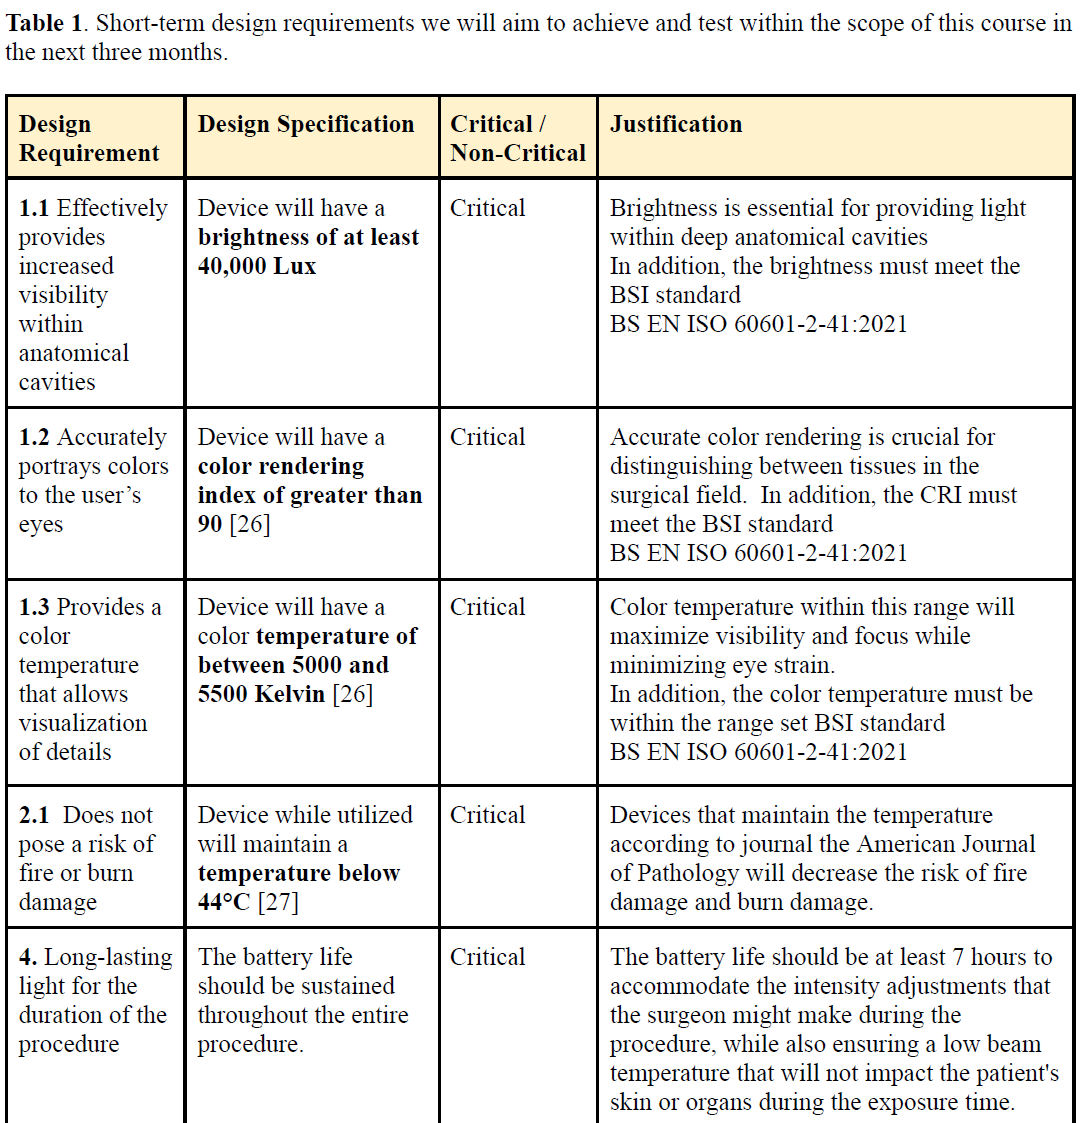 Table 1. Short-term design requirements we will aim to achieve and test within the scope of this course in
the next three months.
Design
Requirement
Design Specification
Critical /
Non-Critical
Justification
1.1 Effectively
provides
increased
visibility
within
anatomical
cavities
Device will have a
brightness of at least
40,000 Lux
Critical
Brightness is essential for providing light
within deep anatomical cavities
In addition, the brightness must meet the
BSI standard
BS EN ISO 60601-2-41:2021
1.2 Accurately
portrays colors
to the user’s
eyes
Device will have a
color rendering
index of greater than
90 [26]
Critical
Accurate color rendering is crucial for
distinguishing between tissues in the
surgical field.  In addition, the CRI must
meet the BSI standard
BS EN ISO 60601-2-41:2021
1.3 Provides a
color
temperature
that allows
visualization
of details
Device will have a
color temperature of
between 5000 and
5500 Kelvin [26]
Critical
Color temperature within this range will
maximize visibility and focus while
minimizing eye strain.
In addition, the color temperature must be
within the range set BSI standard
BS EN ISO 60601-2-41:2021
2.1  Does not
pose a risk of
fire or burn
damage
Device while utilized
will maintain a
temperature below
44°C [27]
Critical
Devices that maintain the temperature
according to journal the American Journal
of Pathology will decrease the risk of fire
damage and burn damage.
4. Long-lasting
light for the
duration of the
procedure
The battery life
should be sustained
throughout the entire
procedure.
Critical
The battery life should be at least 7 hours to
accommodate the intensity adjustments that
the surgeon might make during the
procedure, while also ensuring a low beam
temperature that will not impact the patient's
skin or organs during the exposure time.